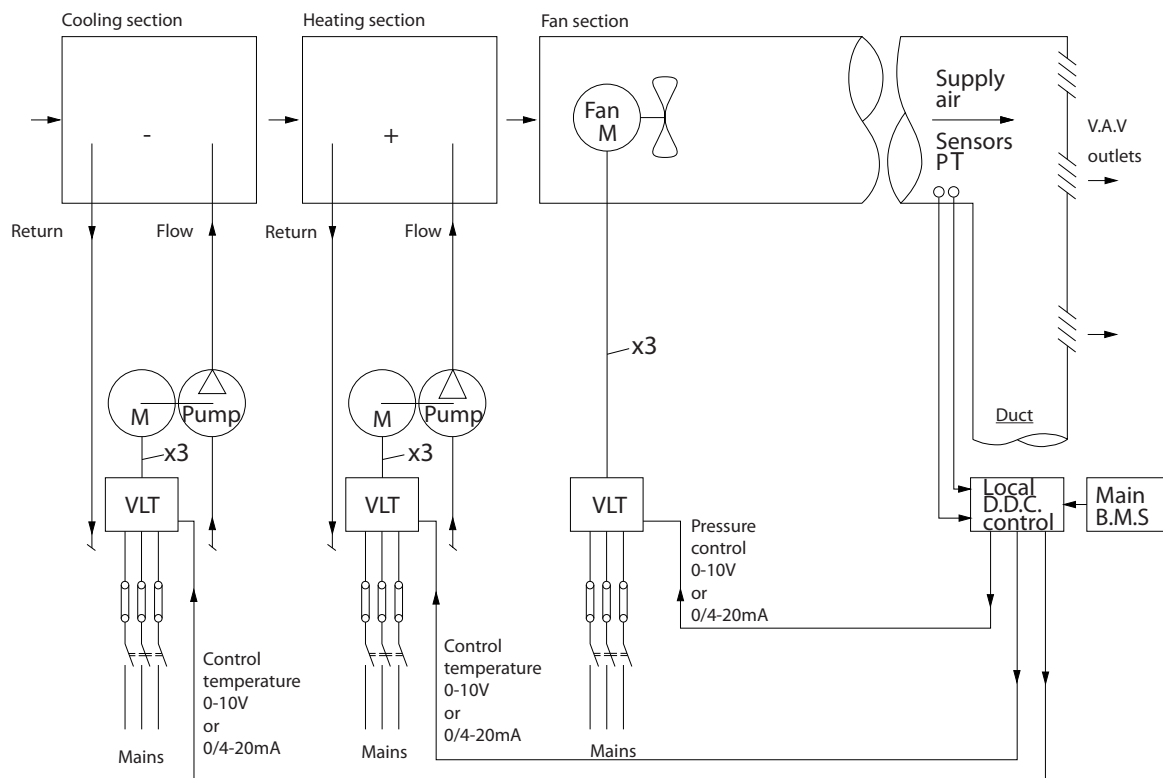 Cooling section
Heating section
Fan section
-
+
Fan
M
Supply
air
Sensors
PT
V.A.V
outlets
Return
Flow
Return
Flow
x3
M
Pump
M
Pump
Duct
x3
x3
VLT
VLT
VLT
Local
D.D.C.
control
Main
B.M.S
Pressure
control
0-10V
or
0/4-20mA
Control
temperature
0-10V
or
0/4-20mA
Control
temperature
0-10V
or
0/4-20mA
Mains
Mains
Mains